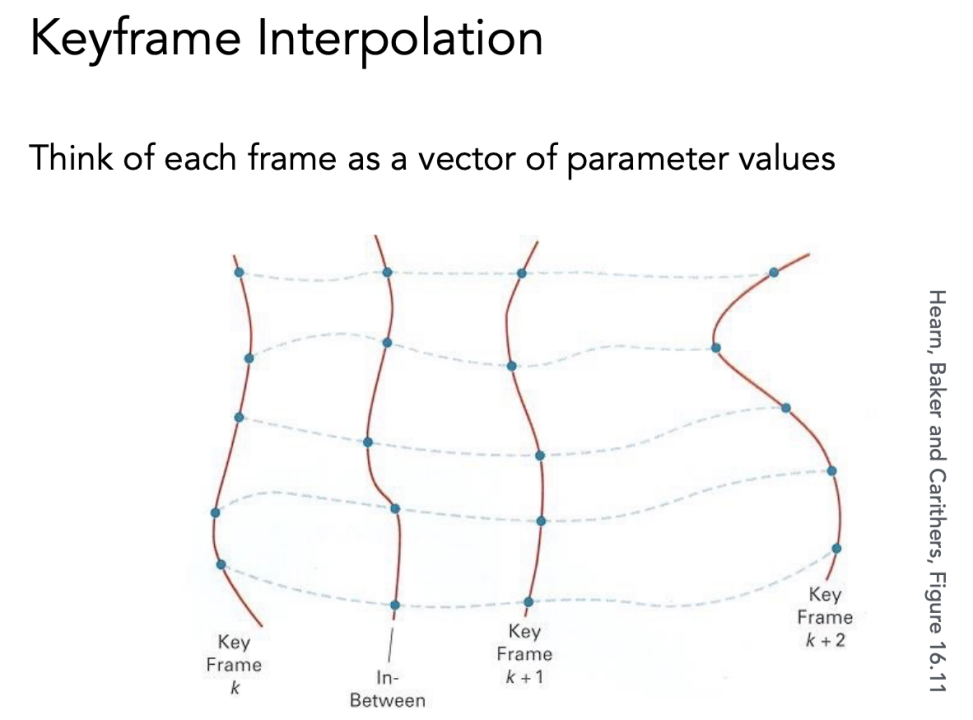 Keyframe Interpolation
Think of each frame as a vector of parameter values
Key
Frame
k
In-
Between
Key
Frame
k + 1
Key
Frame
k + 2
Hearn, Baker and Carithers, Figure 16.11